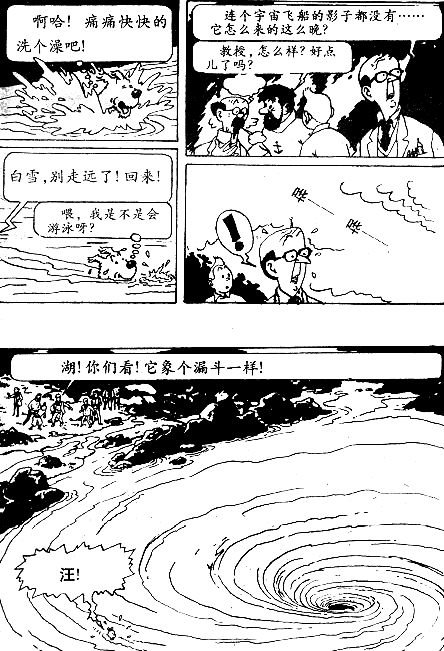 啊哈！痛痛快快的
洗个澡吧！
连个宇宙飞船的影子都没有……
它怎么来的这么晚？
教授，怎么样？好点
儿了吗？
白雪，别走远了！回来！
喂，我是不是会
游泳呀？
！
湖！你们看！它象个漏斗一样！
汪！